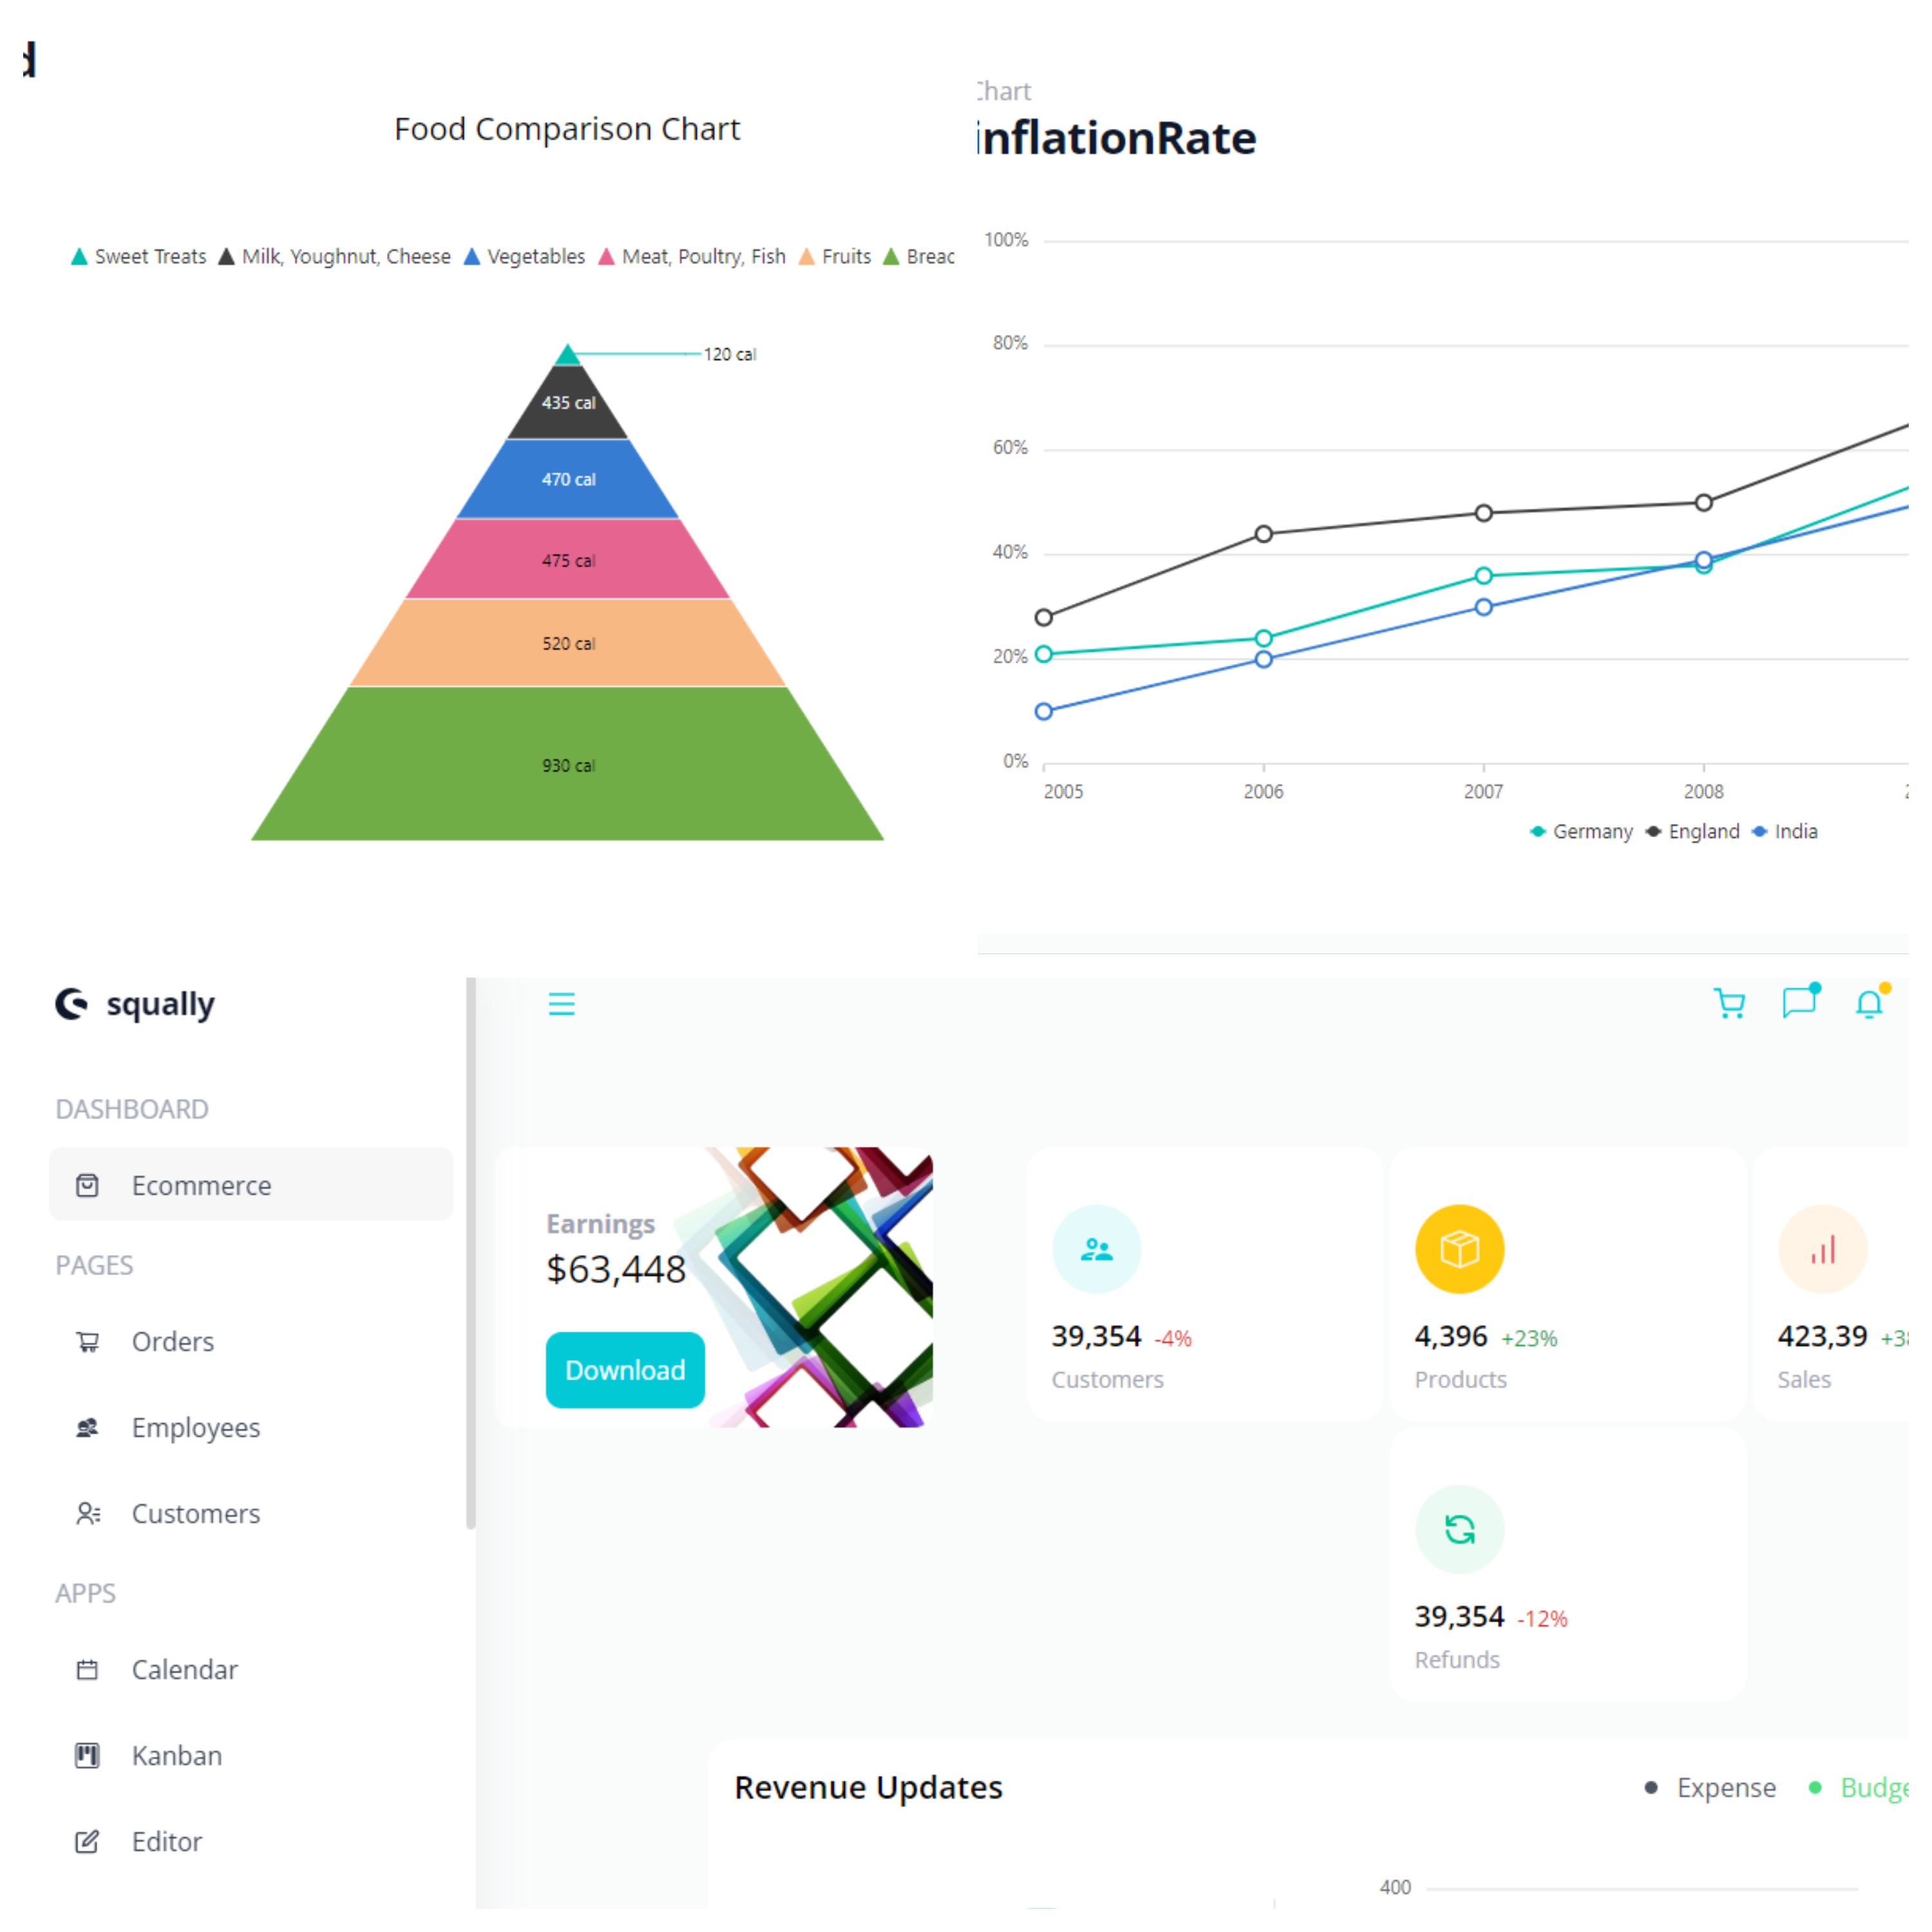 d
Food Comparison Chart
Sweet Treats Milk, Youghnut, Cheese Vegetables Meat, Poultry, Fish Fruits
120 cal
435 cal
470 cal
475 cal
520 cal
930 cal
Chart
inflationRate
100%
80%
60%
40%
20%
0%
2005 2006 2007 2008
Germany England India
squally
DASHBOARD
Ecommerce
PAGES
Orders
Employees
Customers
APPS
Calendar
Kanban
Editor
Earnings
$63,448
Download
39,354 -4%
Customers
4,396 +23%
Products
423,39
Sales
39,354 -12%
Refunds
Revenue Updates
Expense
400